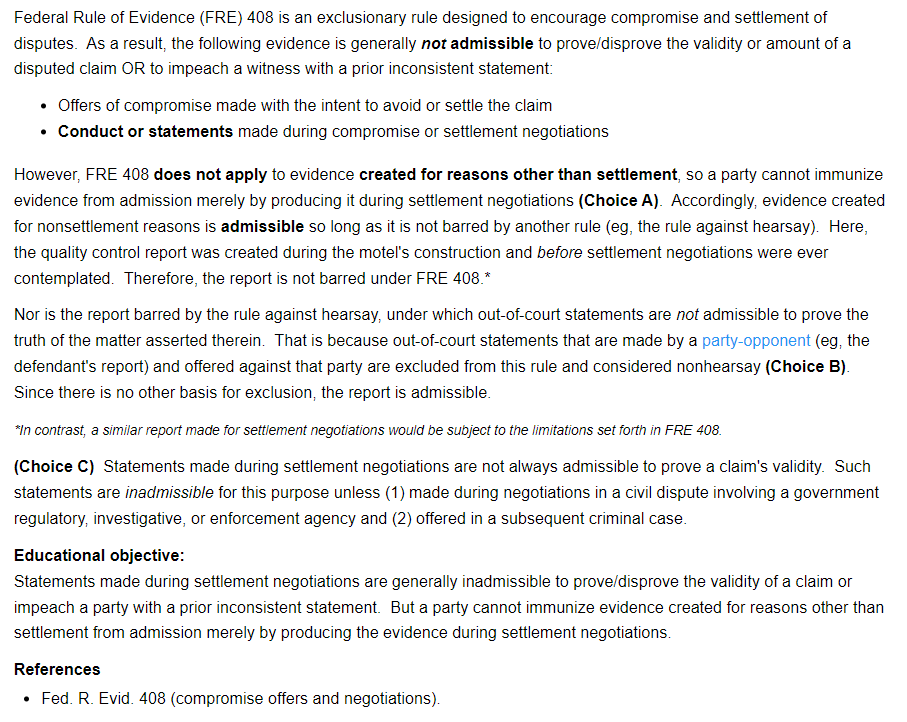 Federal Rule of Evidence (FRE) 408 is an exclusionary rule designed to encourage compromise and settlement of
disputes.  As a result, the following evidence is generally not admissible to prove/disprove the validity or amount of a
disputed claim OR to impeach a witness with a prior inconsistent statement:
• Offers of compromise made with the intent to avoid or settle the claim
• Conduct or statements made during compromise or settlement negotiations
However, FRE 408 does not apply to evidence created for reasons other than settlement, so a party cannot immunize
evidence from admission merely by producing it during settlement negotiations (Choice A).  Accordingly, evidence created
for nonsettlement reasons is admissible so long as it is not barred by another rule (eg, the rule against hearsay).  Here,
the quality control report was created during the motel's construction and before settlement negotiations were ever
contemplated.  Therefore, the report is not barred under FRE 408.*
Nor is the report barred by the rule against hearsay, under which out-of-court statements are not admissible to prove the
truth of the matter asserted therein.  That is because out-of-court statements that are made by a party-opponent (eg, the
defendant's report) and offered against that party are excluded from this rule and considered nonhearsay (Choice B).
Since there is no other basis for exclusion, the report is admissible.
*In contrast, a similar report made for settlement negotiations would be subject to the limitations set forth in FRE 408.
(Choice C)  Statements made during settlement negotiations are not always admissible to prove a claim's validity.  Such
statements are inadmissible for this purpose unless (1) made during negotiations in a civil dispute involving a government
regulatory, investigative, or enforcement agency and (2) offered in a subsequent criminal case.
Educational objective:
Statements made during settlement negotiations are generally inadmissible to prove/disprove the validity of a claim or
impeach a party with a prior inconsistent statement.  But a party cannot immunize evidence created for reasons other than
settlement from admission merely by producing the evidence during settlement negotiations.
References
• Fed. R. Evid. 408 (compromise offers and negotiations).